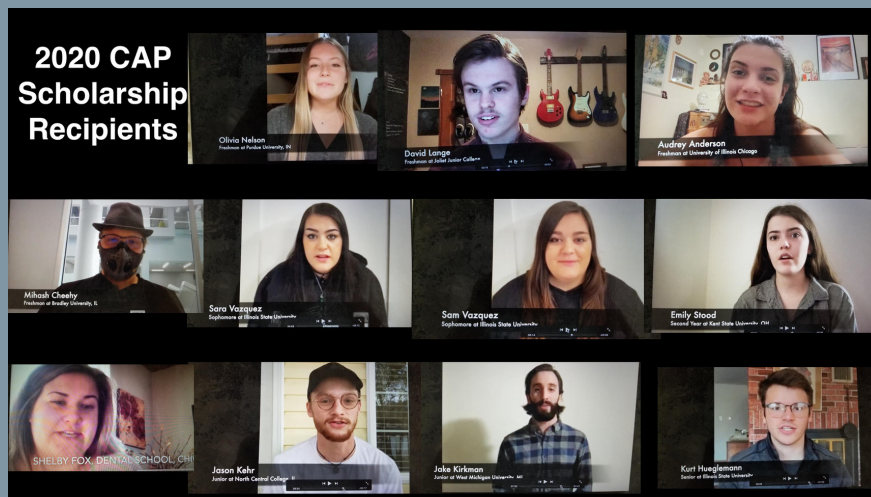 2020 CAP
Scholarship
Recipients
Olivia Nelson
Freshman at Purdue University, IN
David Lange
Freshman at Joliet Junior College
Audrey Anderson
Freshman at University of Illinois Chicago
Mihash Cheehy
Freshman at Bradley University, IL
Sara Vazquez
Sophomore at Illinois State University
Sam Vazquez
Sophomore at Illinois State University
Emily Stood
Second Year at Kent State University, OH
SHELBY FOX, DENTAL SCHOOL, CHI
Jason Kehr
Junior at North Central College
Jake Kirkman
Junior at West Michigan University, MI
Kurt Hueglemann
Senior at Illinois State University